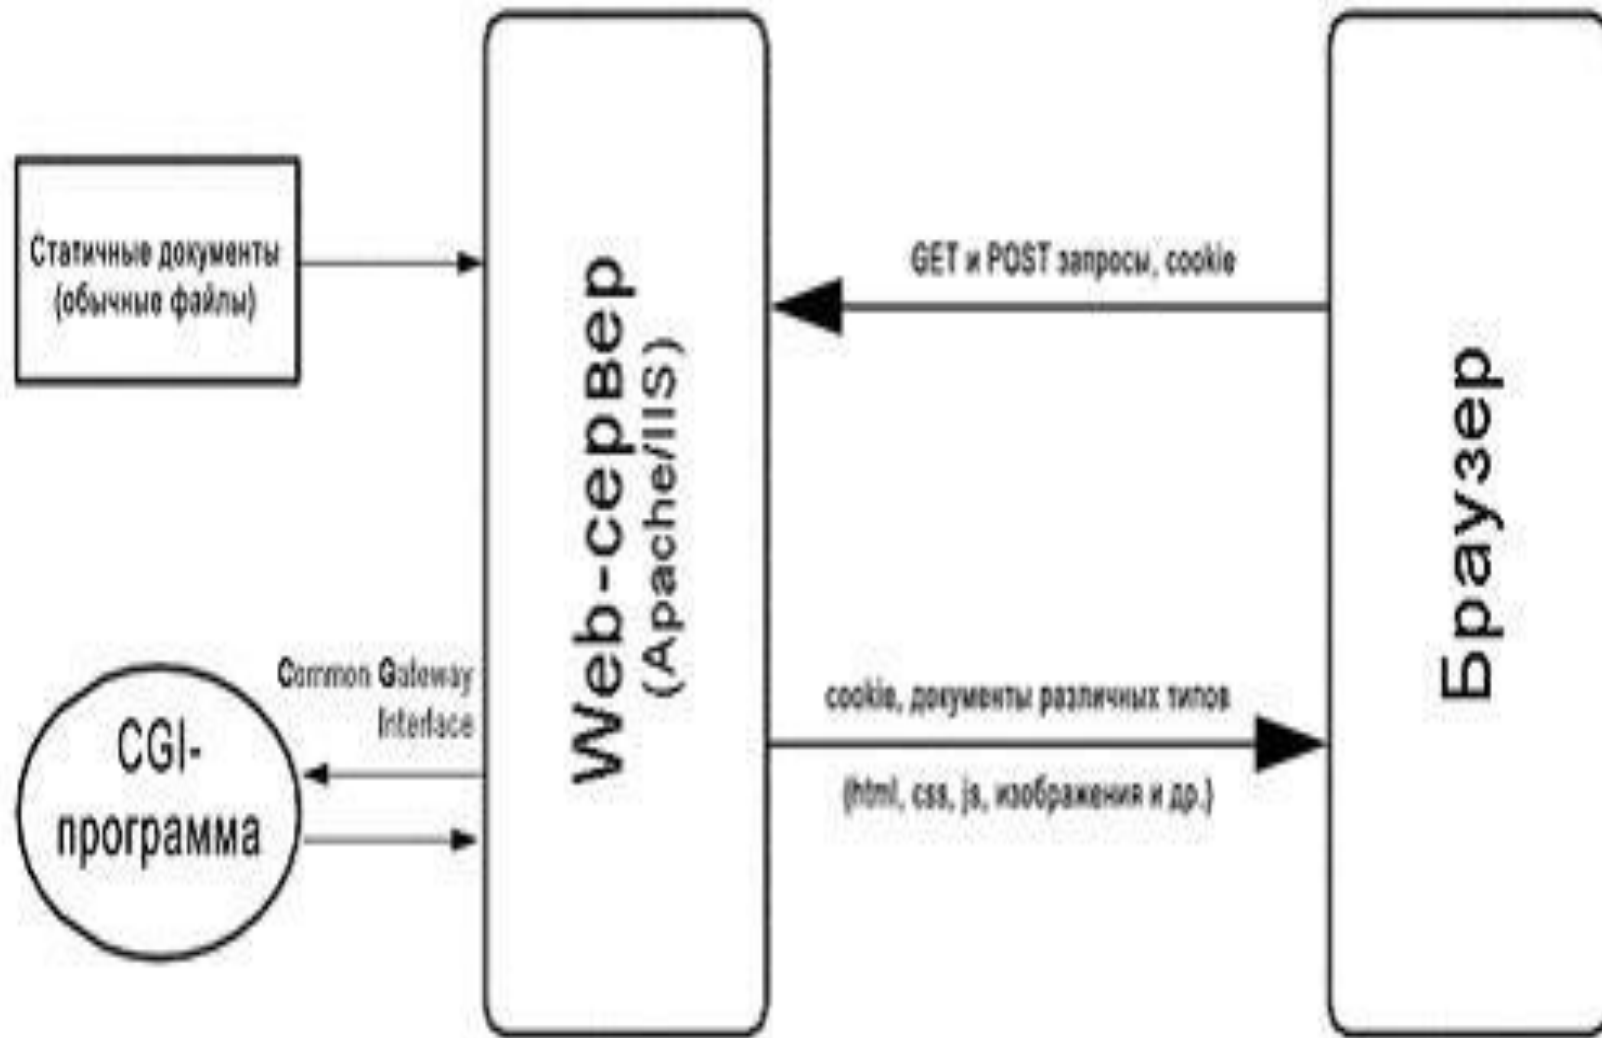 Статичные документы
(обычные файлы)
Common Gateway
Interface
CGI-
программа
Web-сервер
(Apache/IIS)
GET и POST запросы, cookie
cookie, документы различных типов
(html, css, js, изображения и др.)
Браузер